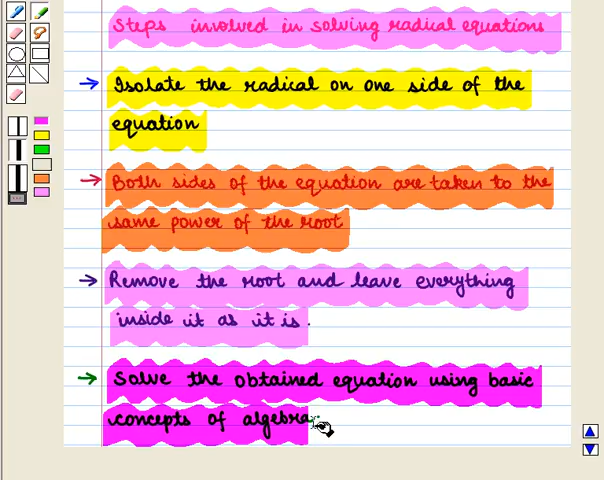 Steps involved in solving radical equations
→ Isolate the radical on one side of the
equation
→ Both sides of the equation are taken to the
same power of the root
→ Remove the root and leave everything
inside it as it is.
→ Solve the obtained equation using basic
concepts of algebra